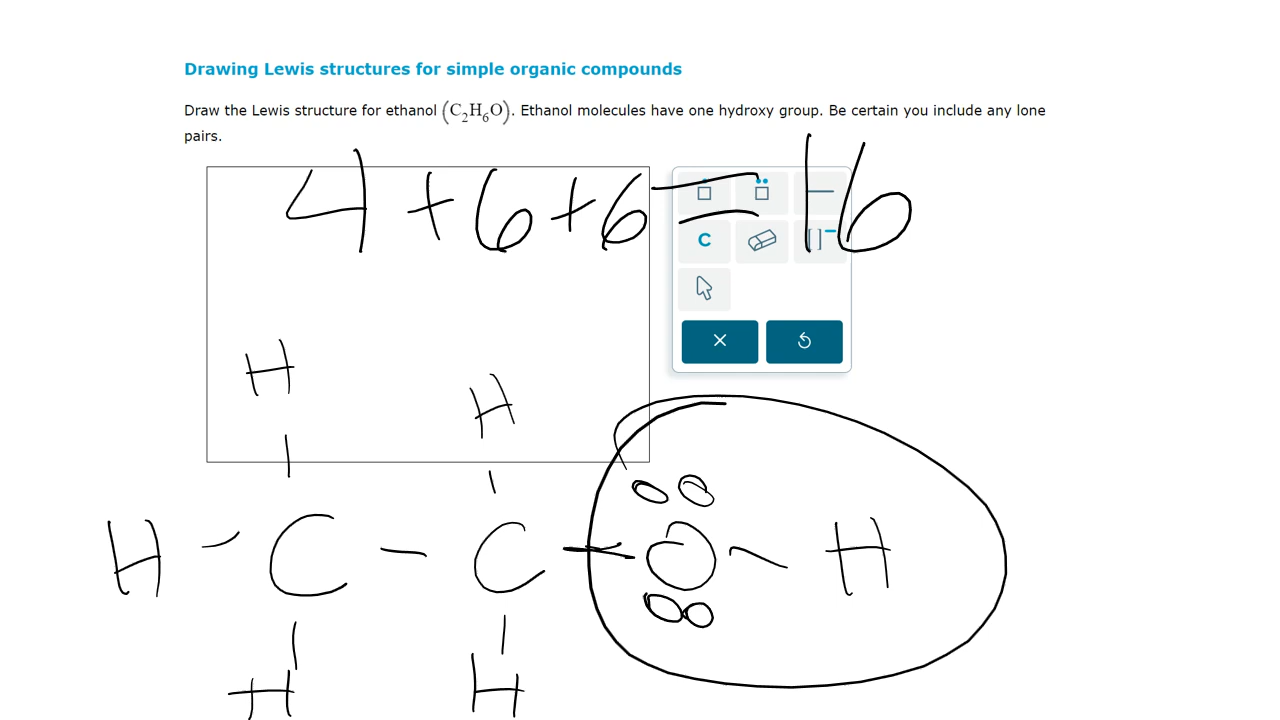 Drawing Lewis structures for simple organic compounds
Draw the Lewis structure for ethanol (C₂H₆O). Ethanol molecules have one hydroxy group. Be certain you include any lone
pairs.
4+6+6=16
C
H H
H - C - C - O - H
H H